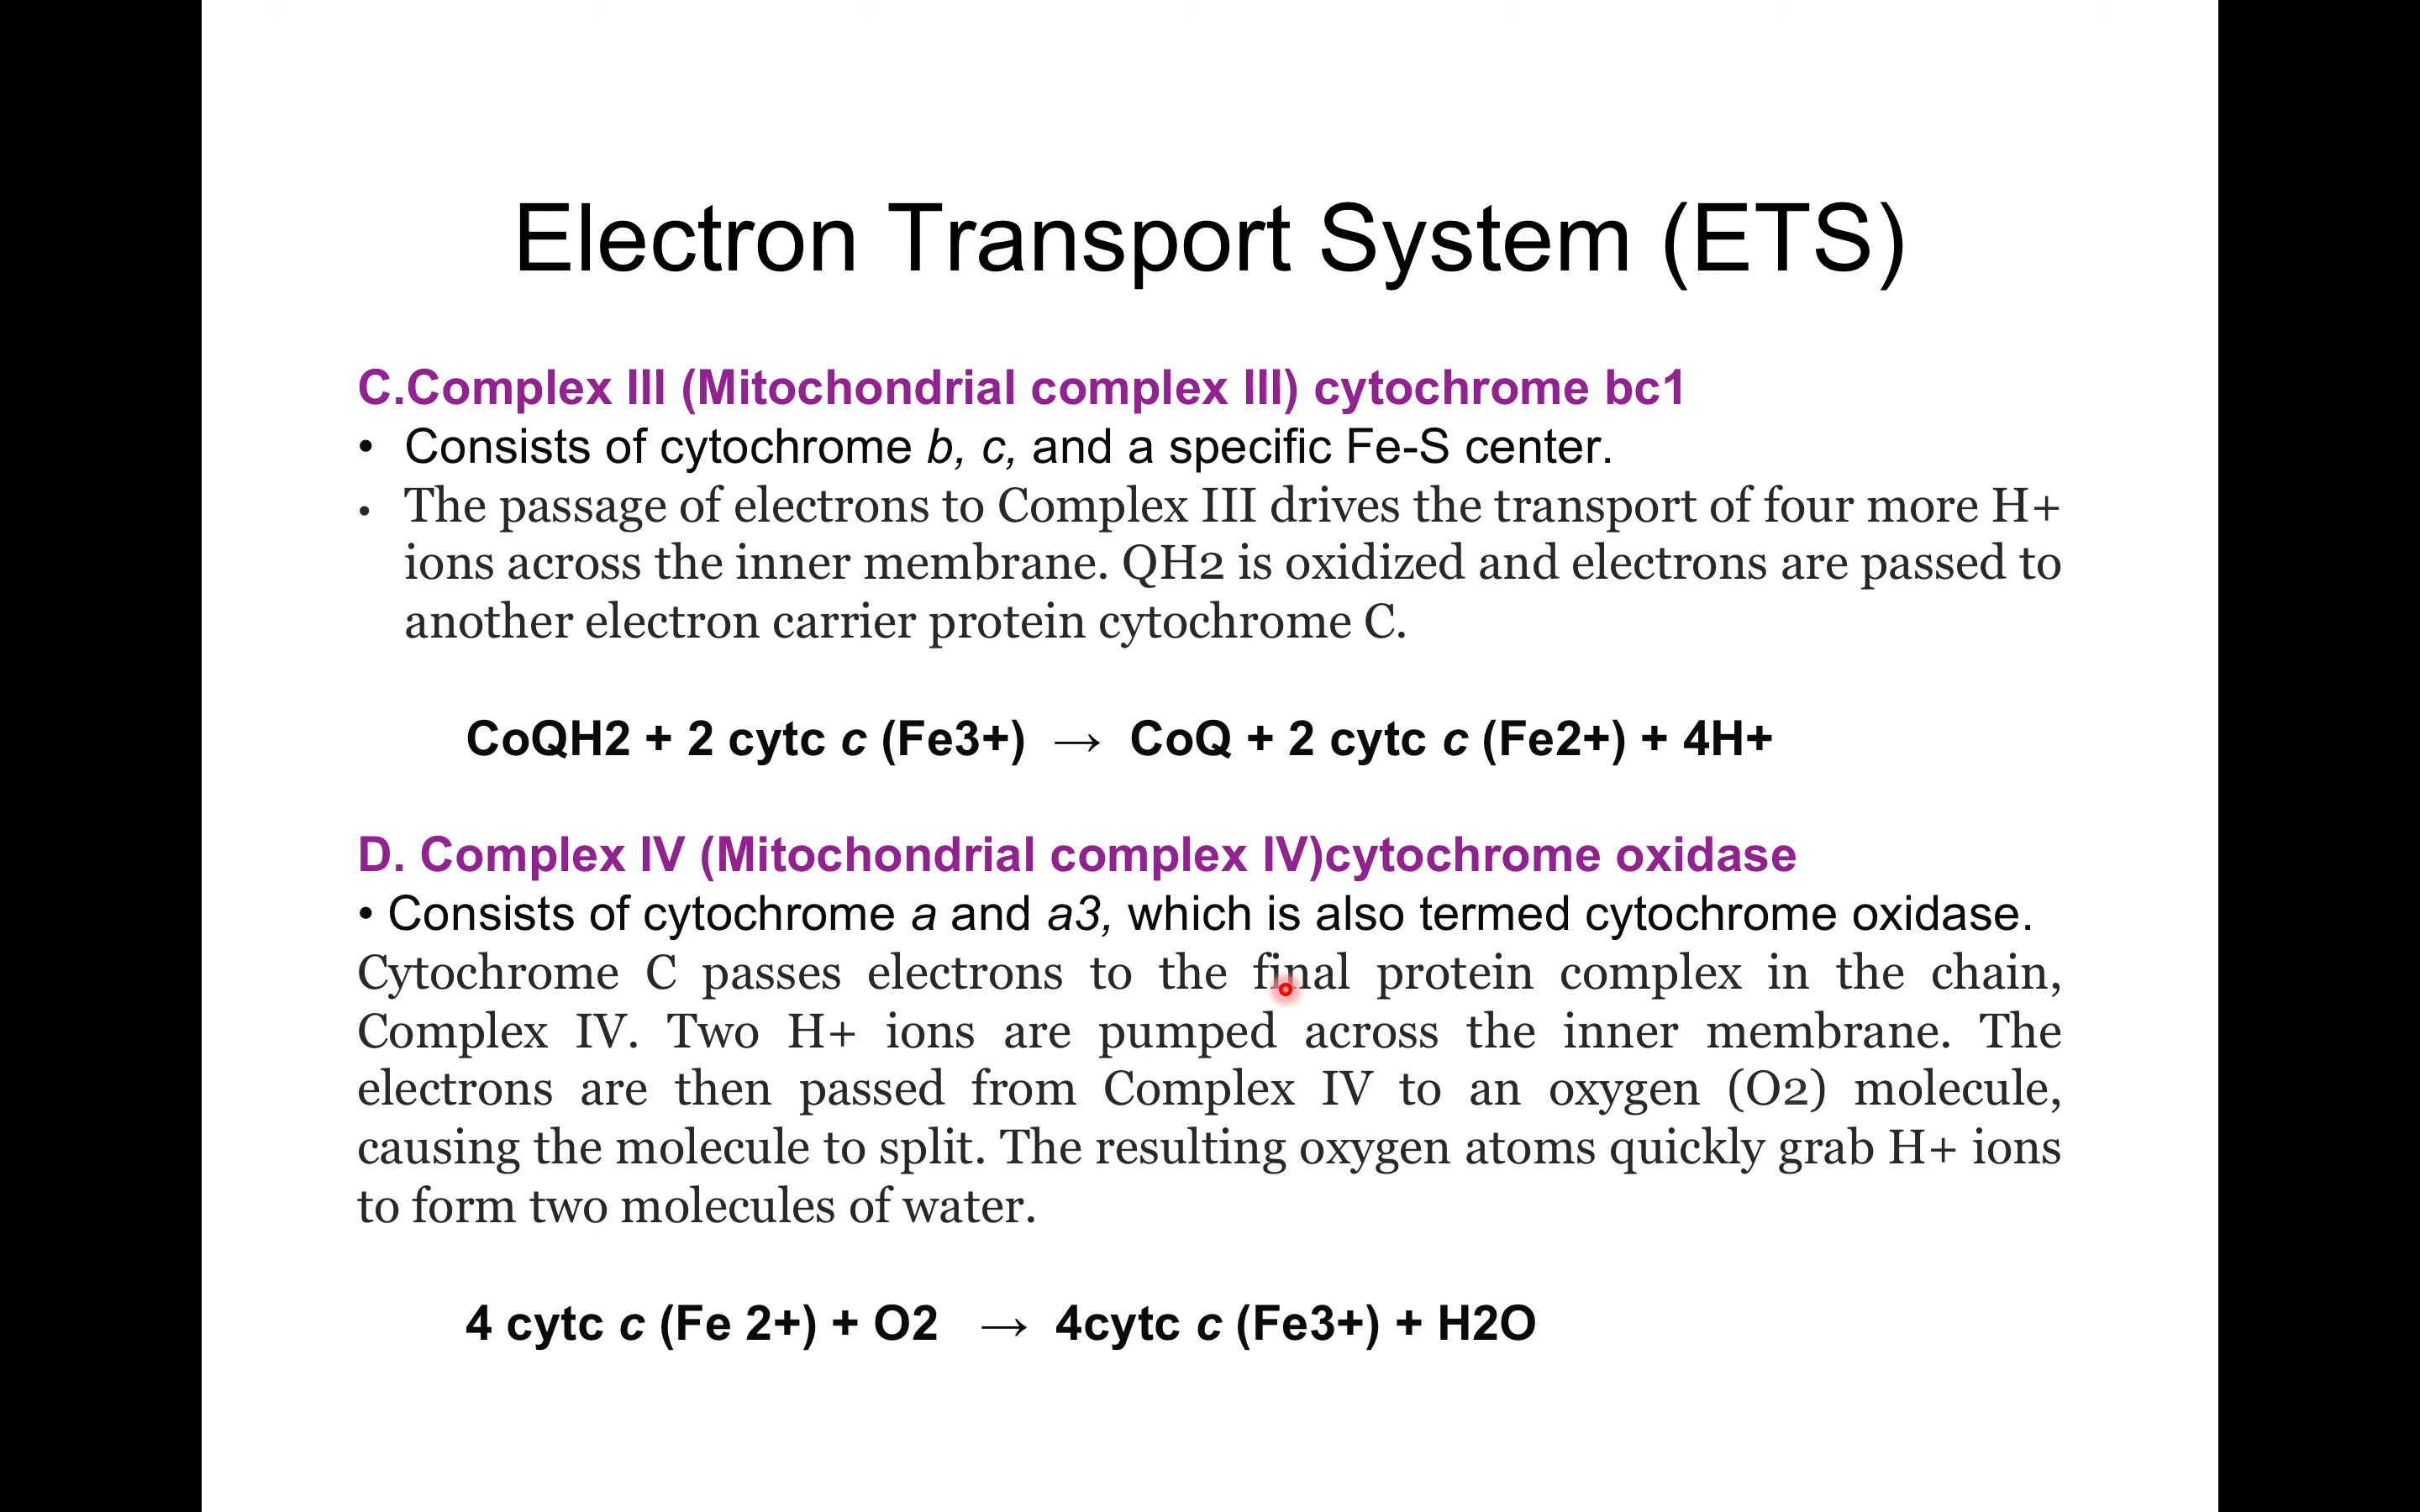 Electron Transport System (ETS)
C.Complex III (Mitochondrial complex III) cytochrome bc1
• Consists of cytochrome b, c, and a specific Fe-S center.
• The passage of electrons to Complex III drives the transport of four more H+
ions across the inner membrane. QH2 is oxidized and electrons are passed to
another electron carrier protein cytochrome C.
CoQH2 + 2 cytc c (Fe3+) → CoQ + 2 cytc c (Fe2+) + 4H+
D. Complex IV (Mitochondrial complex IV)cytochrome oxidase
• Consists of cytochrome a and a3, which is also termed cytochrome oxidase.
Cytochrome C passes electrons to the final protein complex in the chain,
Complex IV. Two H+ ions are pumped across the inner membrane. The
electrons are then passed from Complex IV to an oxygen (O2) molecule,
causing the molecule to split. The resulting oxygen atoms quickly grab H+ ions
to form two molecules of water.
4 cytc c (Fe 2+) + O2 → 4cytc c (Fe3+) + H2O